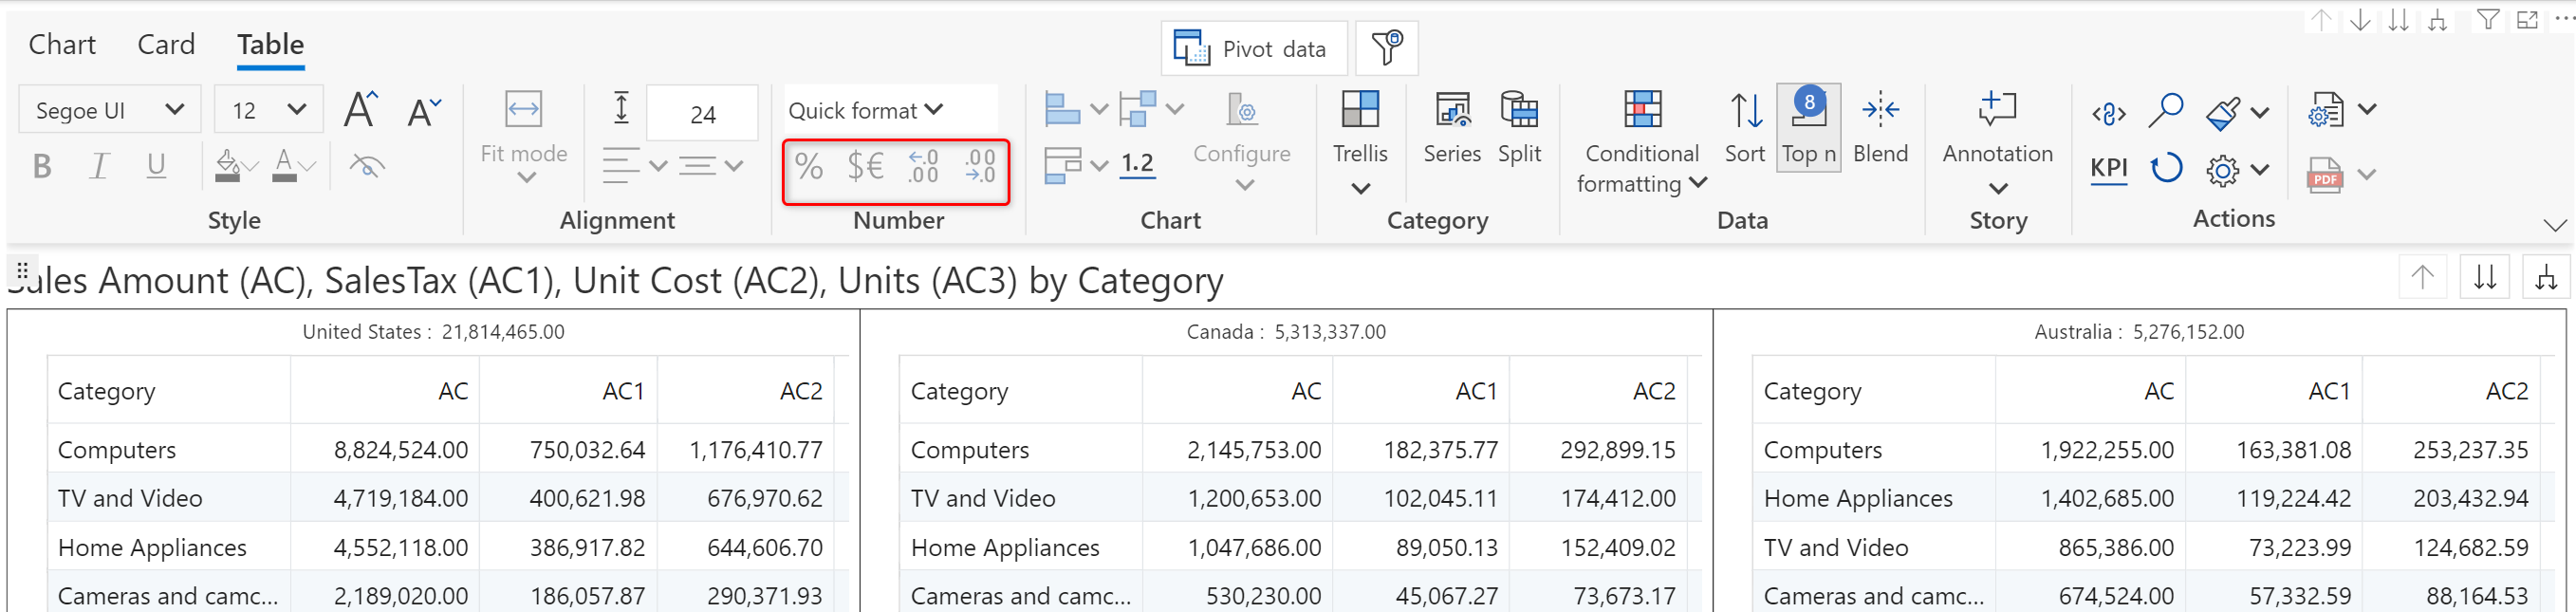 Chart Card Table
Pivot data
Segoe UI 12
24
Quick format
8
B I U
Fit mode
% $€ .0 .00 .00 .0
1.2
Configure
Trellis
Series Split
Conditional formatting
Sort Top n Blend
Annotation
KPI
PDF
Style Alignment Number Chart Category Data Story Actions
Sales Amount (AC), SalesTax (AC1), Unit Cost (AC2), Units (AC3) by Category
United States : 21,814,465.00
Category AC AC1 AC2
Computers 8,824,524.00 750,032.64 1,176,410.77
TV and Video 4,719,184.00 400,621.98 676,970.62
Home Appliances 4,552,118.00 386,917.82 644,606.70
Cameras and camc... 2,189,020.00 186,057.87 290,371.93
Canada : 5,313,337.00
Category AC AC1 AC2
Computers 2,145,753.00 182,375.77 292,899.15
TV and Video 1,200,653.00 102,045.11 174,412.00
Home Appliances 1,047,686.00 89,050.13 152,409.02
Cameras and camc... 530,230.00 45,067.27 73,673.17
Australia : 5,276,152.00
Category AC AC1 AC2
Computers 1,922,255.00 163,381.08 253,237.35
Home Appliances 1,402,685.00 119,224.42 203,432.94
TV and Video 865,386.00 73,223.99 124,682.59
Cameras and camc... 674,524.00 57,332.59 88,164.53